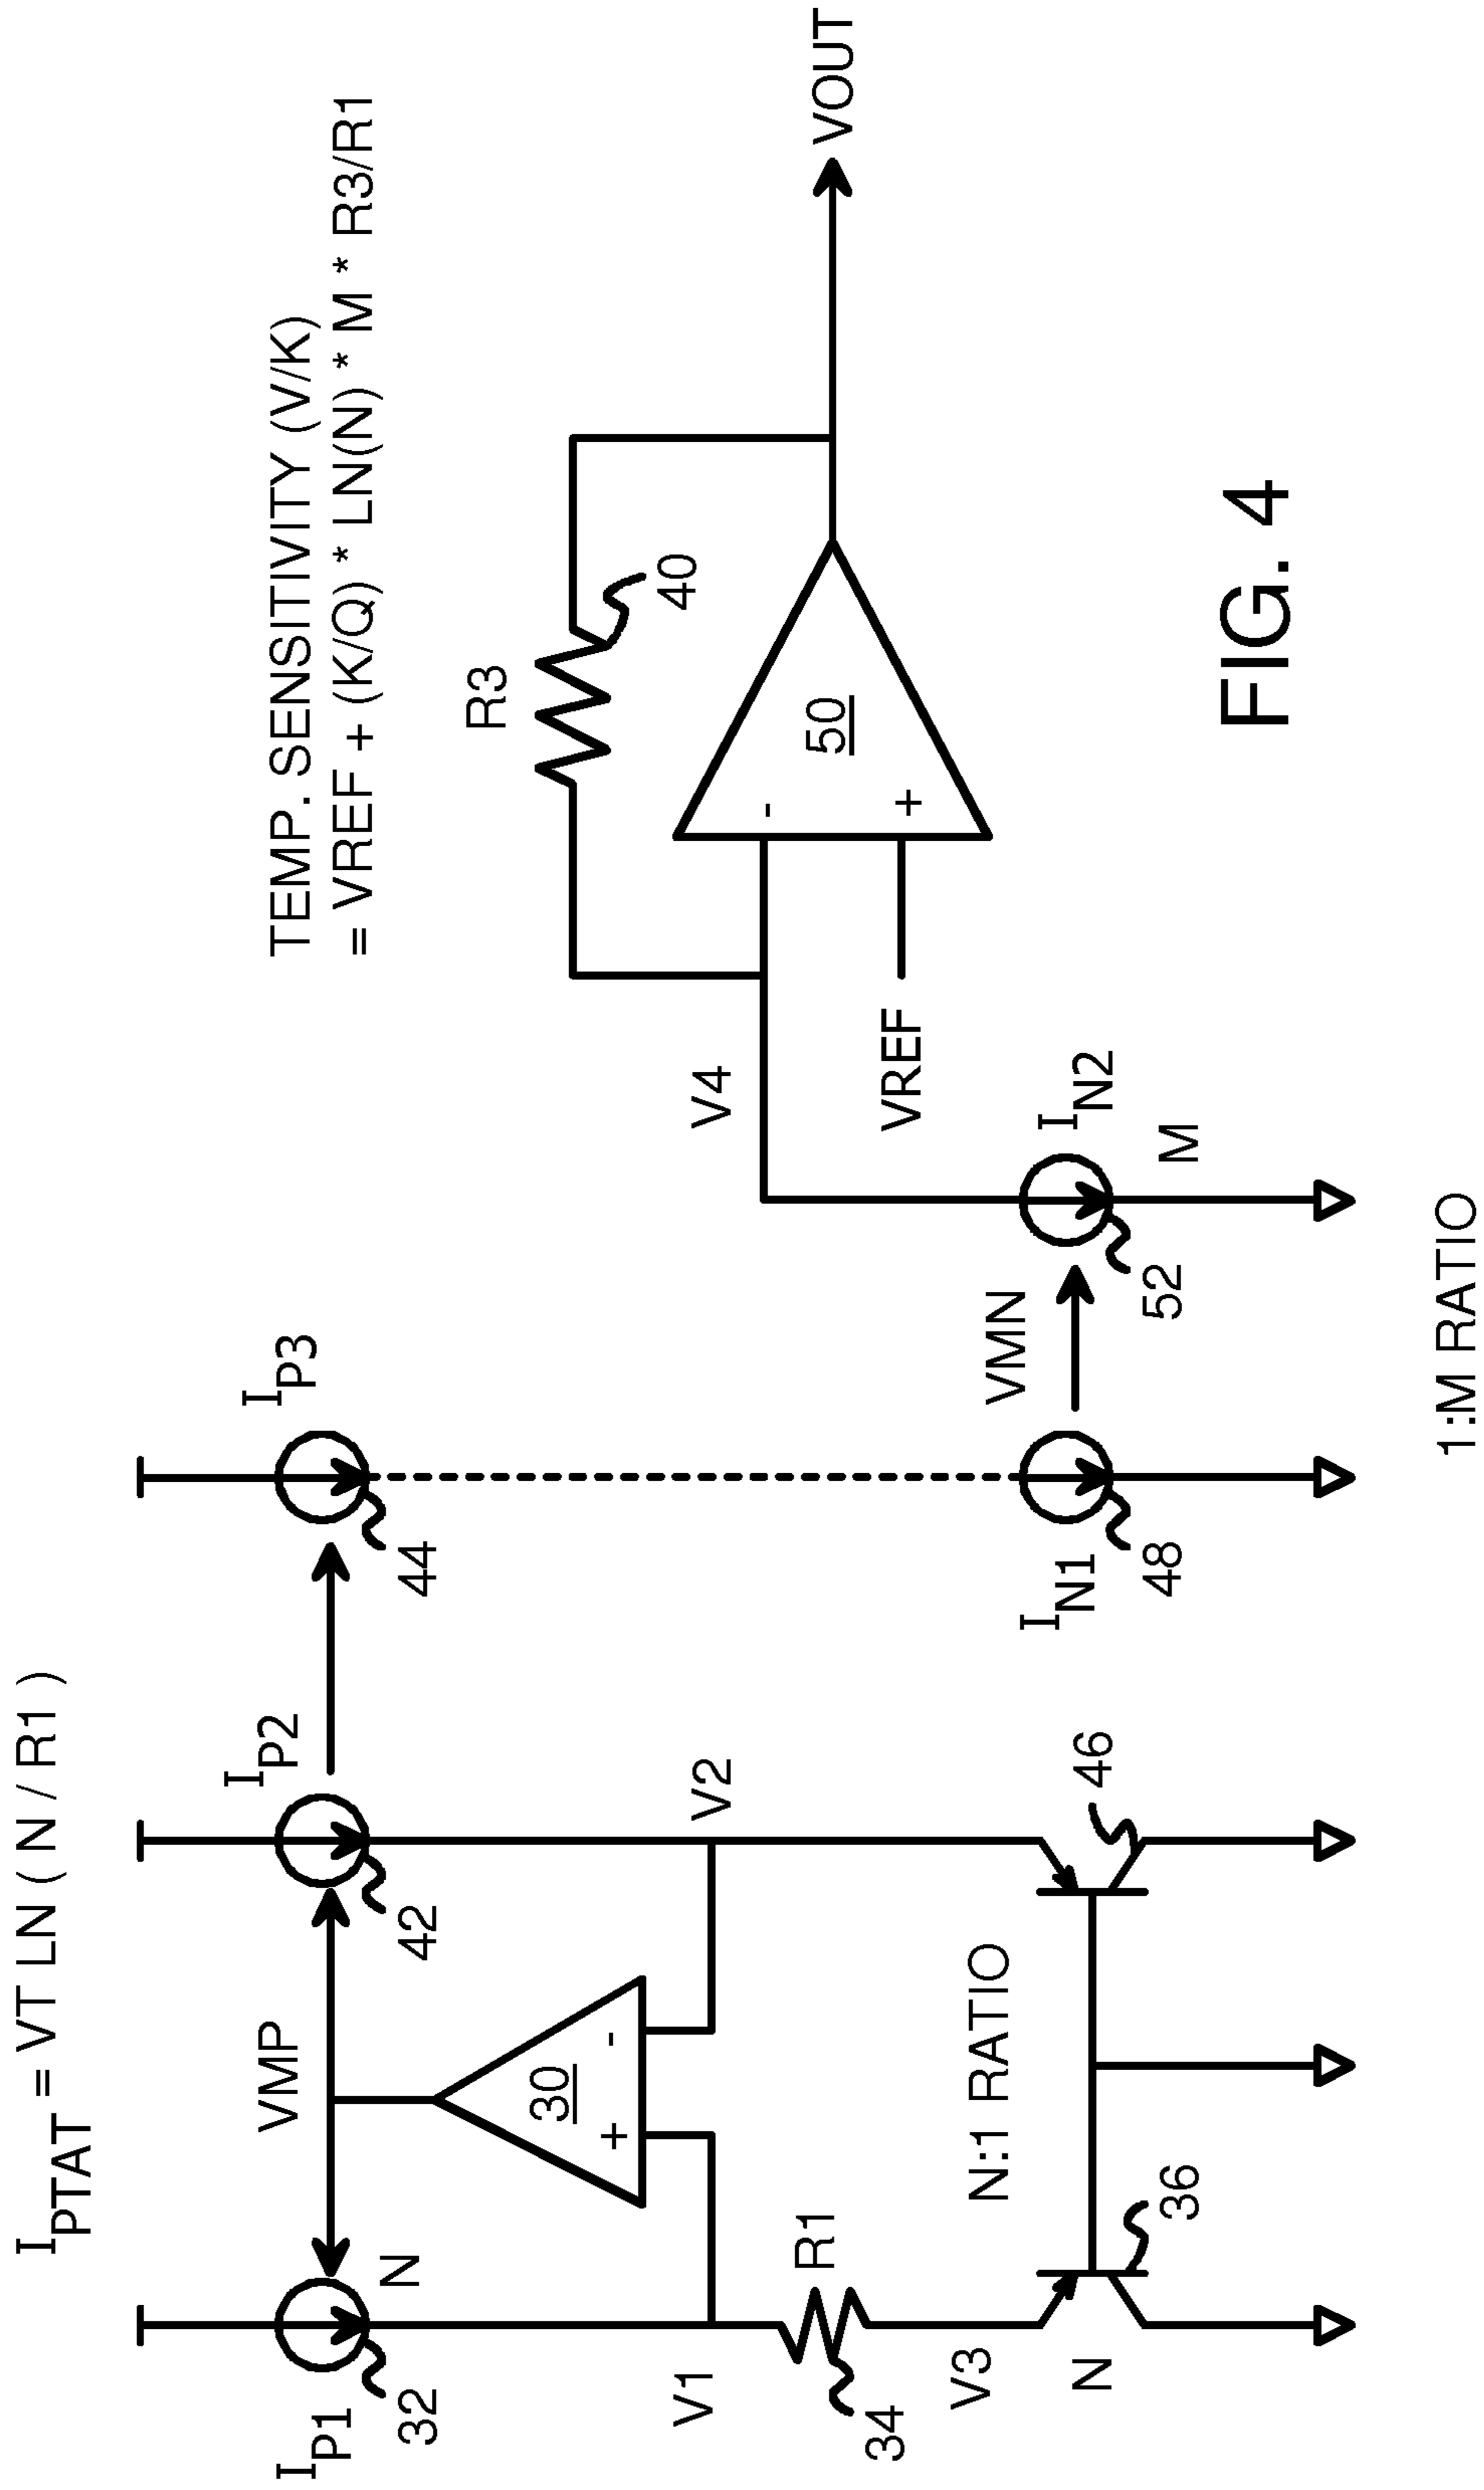 I_PTAT = VT LN ( N / R1 )
TEMP. SENSITIVITY (V/K)
= VREF + (K/Q) * LN(N) * M * R3/R1
I_P1
32
N
VMP
I_P2
42
I_P3
44
30
+
-
V1
V2
R1
34
V3
N
36
N:1 RATIO
46
I_N1
48
VMN
I_N2
52
M
1:M RATIO
V4
VREF
R3
40
50
-
+
VOUT
FIG. 4